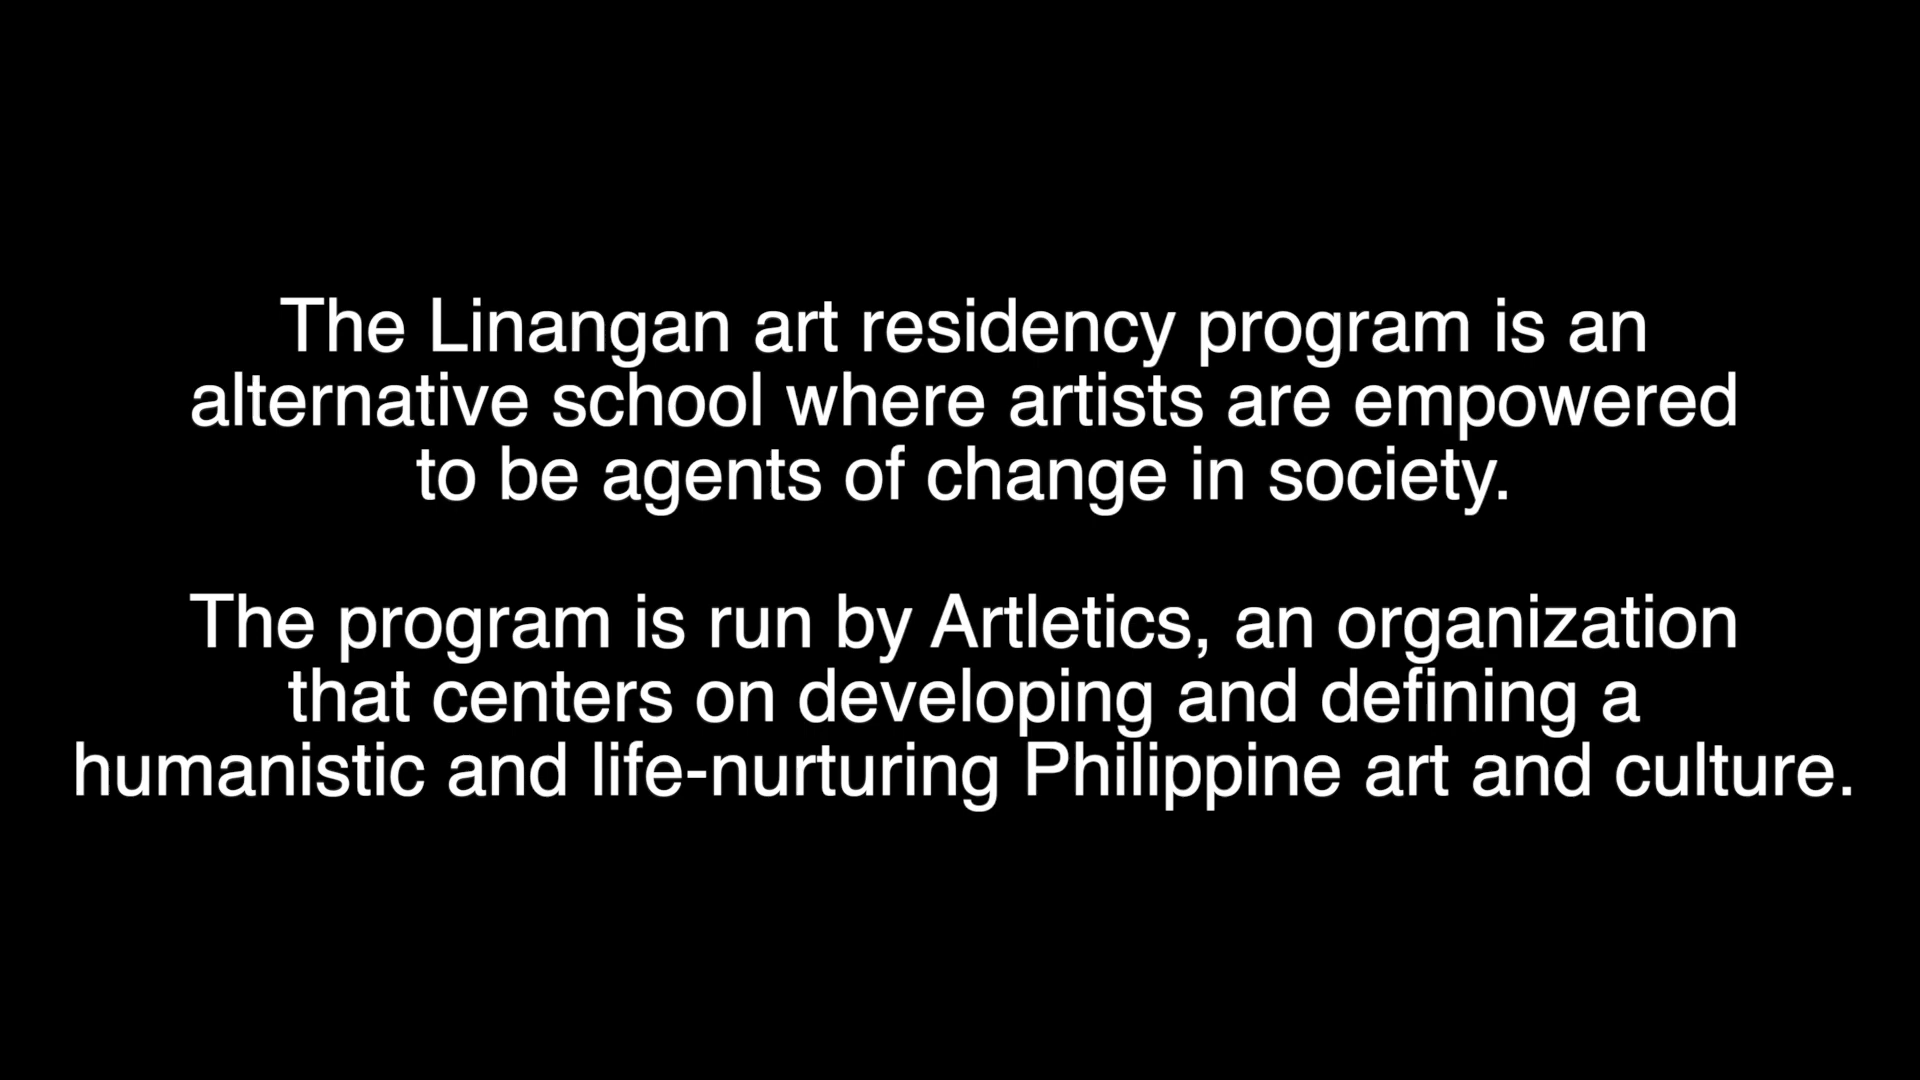 The Linangan art residency program is an
alternative school where artists are empowered
to be agents of change in society.
The program is run by Artletics, an organization
that centers on developing and defining a
humanistic and life-nurturing Philippine art and culture.